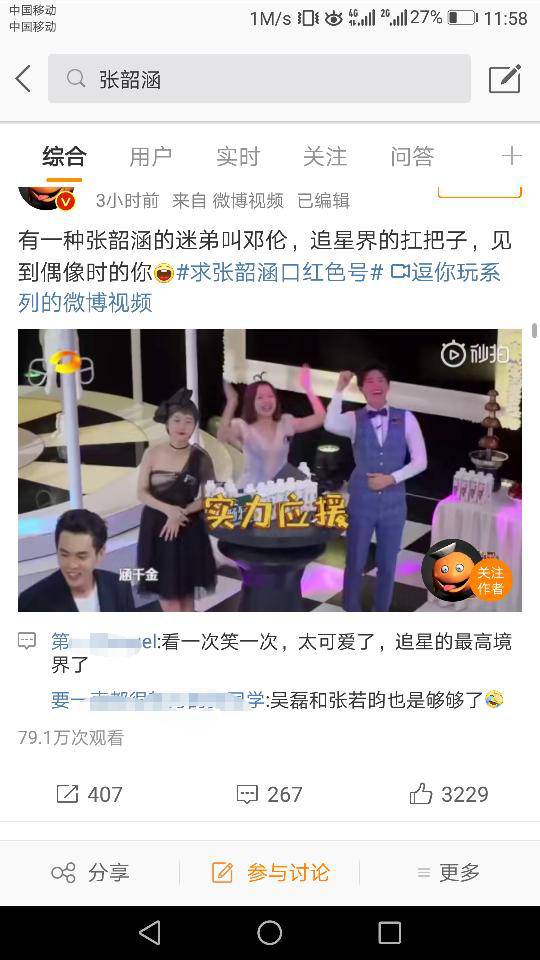 中国移动
中国移动
1M/s 4G 2G 27% 11:58
张韶涵
综合 用户 实时 关注 问答
3小时前 来自 微博视频 已编辑
有一种张韶涵的迷弟叫邓伦，追星界的扛把子，见
到偶像时的你😆#求张韶涵口红色号# 逗你玩系
列的微博视频
秒拍
实力应援
涵千金
关注
作者
第 el:看一次笑一次，太可爱了，追星的最高境
界了
要一 学:吴磊和张若昀也是够够了🤣
79.1万次观看
407 267 3229
分享 参与讨论 更多